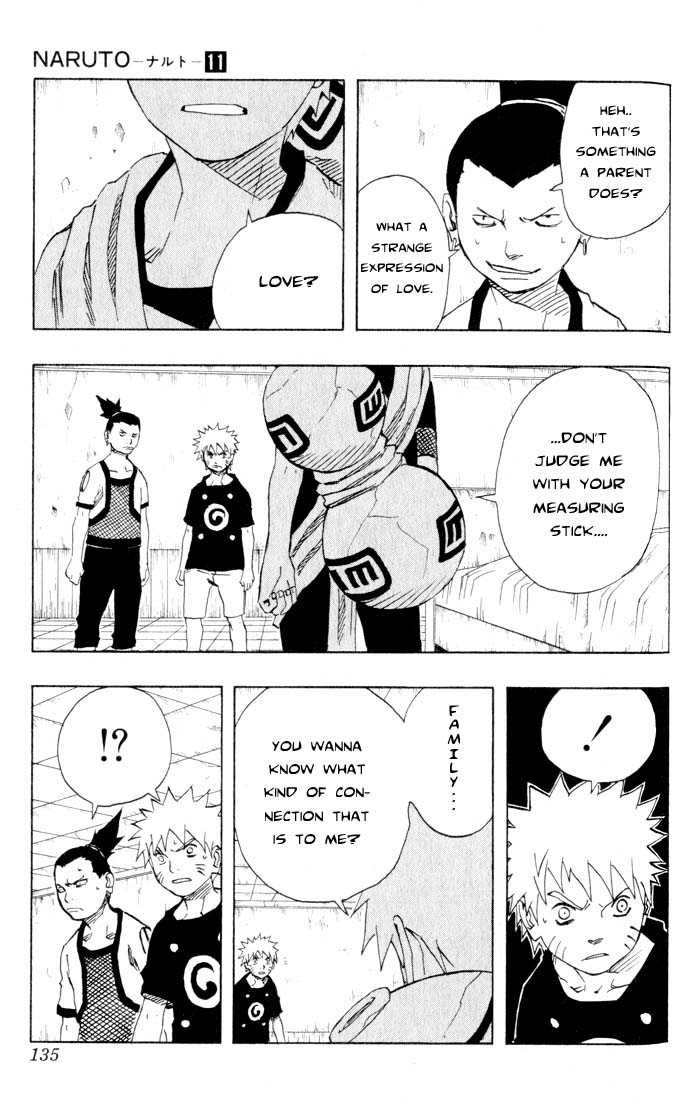 NARUTO —ナルト— 11
HEH..
THAT'S
SOMETHING
A PARENT
DOES?
WHAT A
STRANGE
EXPRESSION
OF LOVE.
LOVE?
...DON'T
JUDGE ME
WITH YOUR
MEASURING
STICK....
!
FAMILY...
YOU WANNA
KNOW WHAT
KIND OF CON-
NECTION THAT
IS TO ME?
!?
135